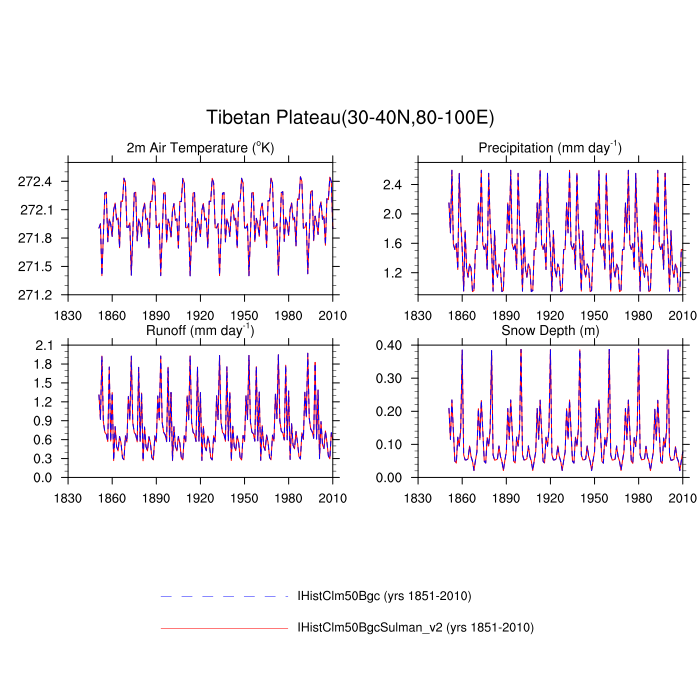 Tibetan Plateau(30-40N,80-100E)
2m Air Temperature (°K)
272.4
272.1
271.8
271.5
271.2
1830 1860 1890 1920 1950 1980 2010
Precipitation (mm day⁻¹)
2.4
2.0
1.6
1.2
1830 1860 1890 1920 1950 1980 2010
Runoff (mm day⁻¹)
2.1
1.8
1.5
1.2
0.9
0.6
0.3
0.0
1830 1860 1890 1920 1950 1980 2010
Snow Depth (m)
0.40
0.30
0.20
0.10
0.00
1830 1860 1890 1920 1950 1980 2010
IHistClm50Bgc (yrs 1851-2010)
IHistClm50BgcSulman_v2 (yrs 1851-2010)